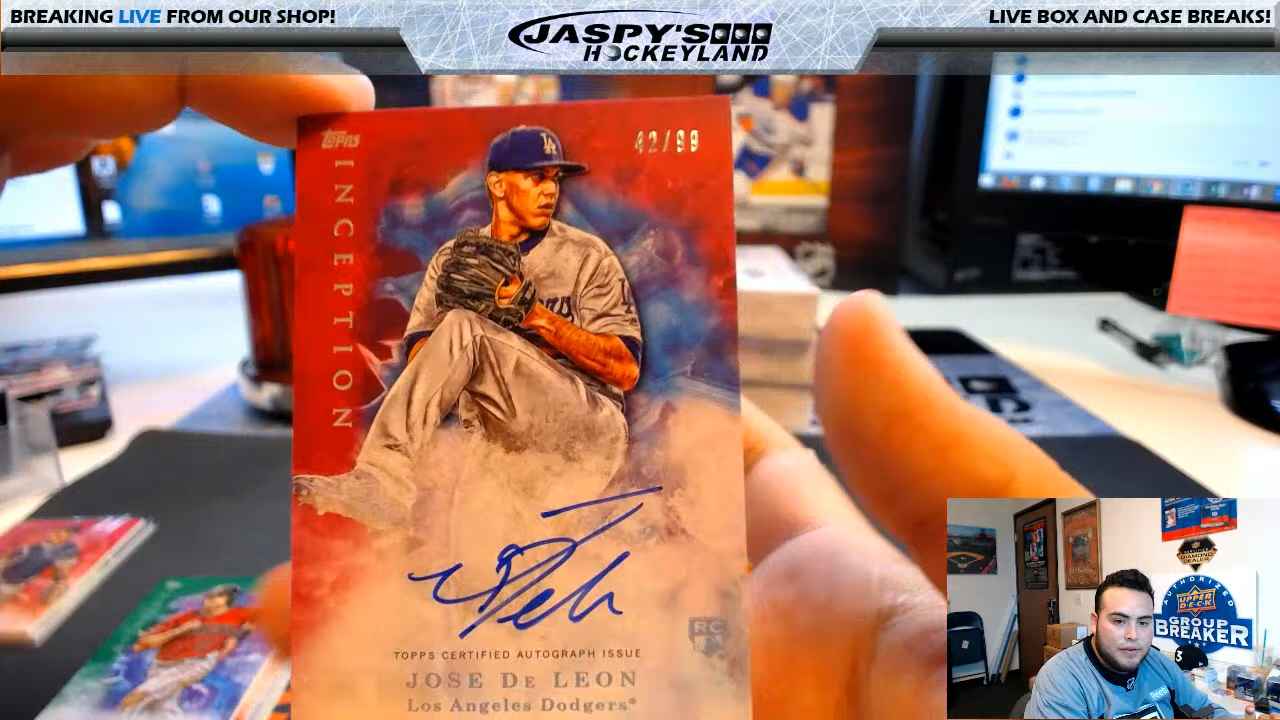 BREAKING LIVE FROM OUR SHOP!
JASPY'S
HOCKEYLAND
LIVE BOX AND CASE BREAKS!
TOPPS
42/99
INCEPTION
LA
RC
TOPPS CERTIFIED AUTOGRAPH ISSUE
JOSE DE LEON
Los Angeles Dodgers®
AUTHORIZED
UPPER DECK
GROUP
BREAKER